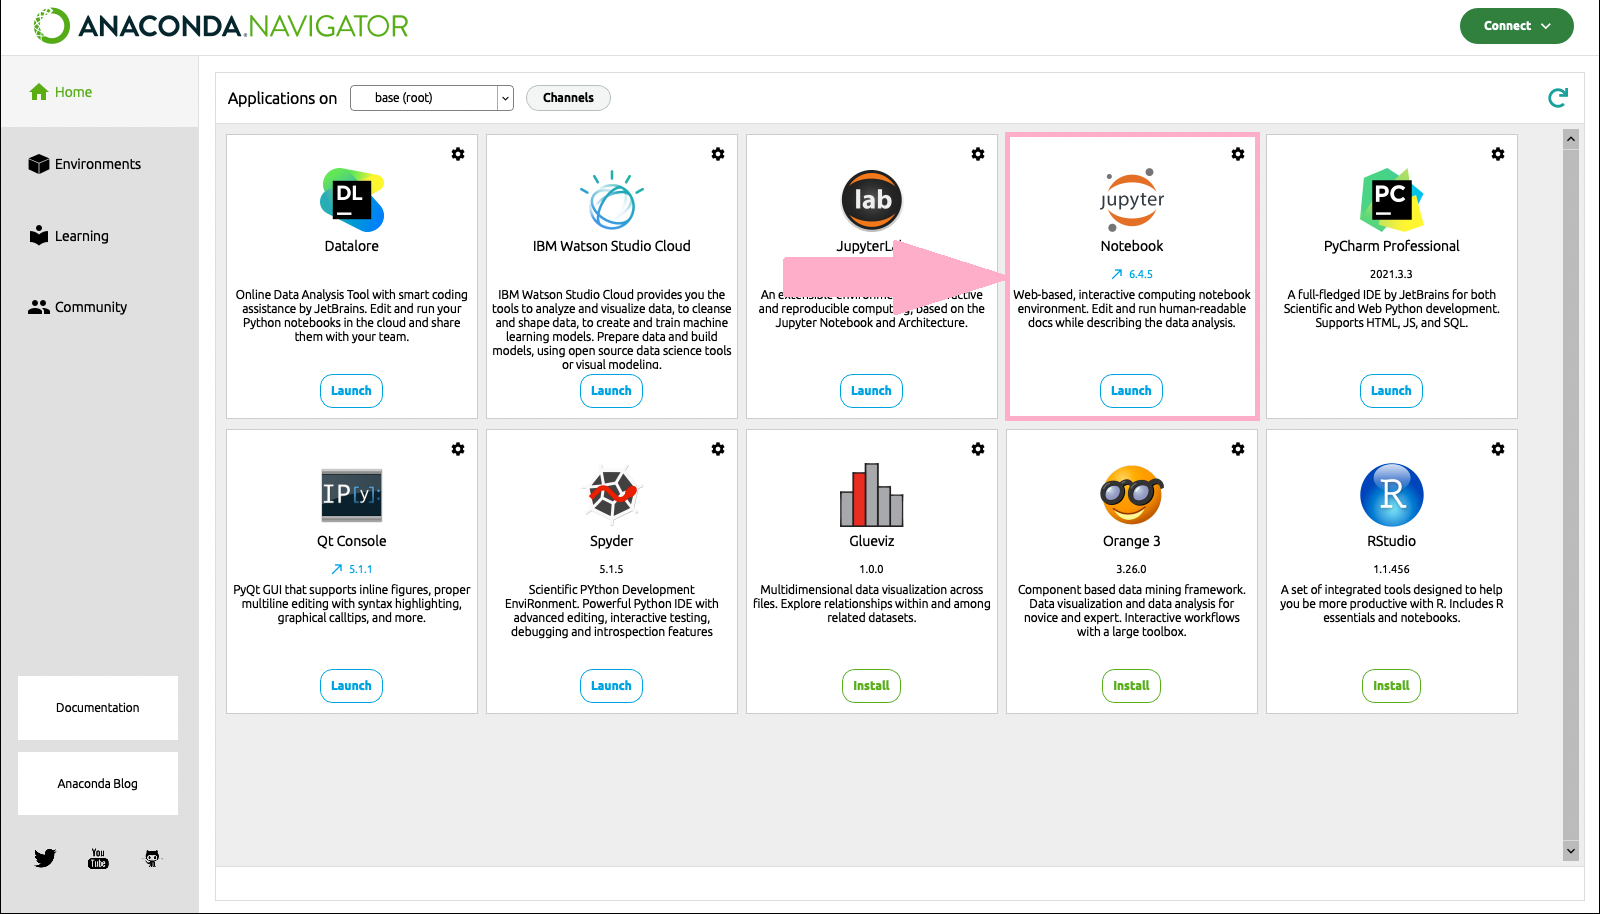 ANACONDA.NAVIGATOR
Connect
Home
Environments
Learning
Community
Documentation
Anaconda Blog
You
Tube
Applications on
base (root)
Channels
DL
Datalore
Online Data Analysis Tool with smart coding
assistance by JetBrains. Edit and run your
Python notebooks in the cloud and share
them with your team.
Launch
IBM Watson Studio Cloud
IBM Watson Studio Cloud provides you the
tools to analyze and visualize data, to cleanse
and shape data, to create and train machine
learning models. Prepare data and build
models, using open source data science tools
or visual modeling.
Launch
lab
JupyterLa
An
and reproducible computing, based on the
Jupyter Notebook and Architecture.
Launch
jupyter
Notebook
6.4.5
Web-based, interactive computing notebook
environment. Edit and run human-readable
docs while describing the data analysis.
Launch
PC
PyCharm Professional
2021.3.3
A full-fledged IDE by JetBrains for both
Scientific and Web Python development.
Supports HTML, JS, and SQL.
Launch
IP[y]:
Qt Console
5.1.1
PyQt GUI that supports inline figures, proper
multiline editing with syntax highlighting,
graphical calltips, and more.
Launch
Spyder
5.1.5
Scientific PYthon Development
EnviRonment. Powerful Python IDE with
advanced editing, interactive testing,
debugging and introspection features
Launch
Glueviz
1.0.0
Multidimensional data visualization across
files. Explore relationships within and among
related datasets.
Install
Orange 3
3.26.0
Component based data mining framework.
Data visualization and data analysis for
novice and expert. Interactive workflows
with a large toolbox.
Install
R
RStudio
1.1.456
A set of integrated tools designed to help
you be more productive with R. Includes R
essentials and notebooks.
Install